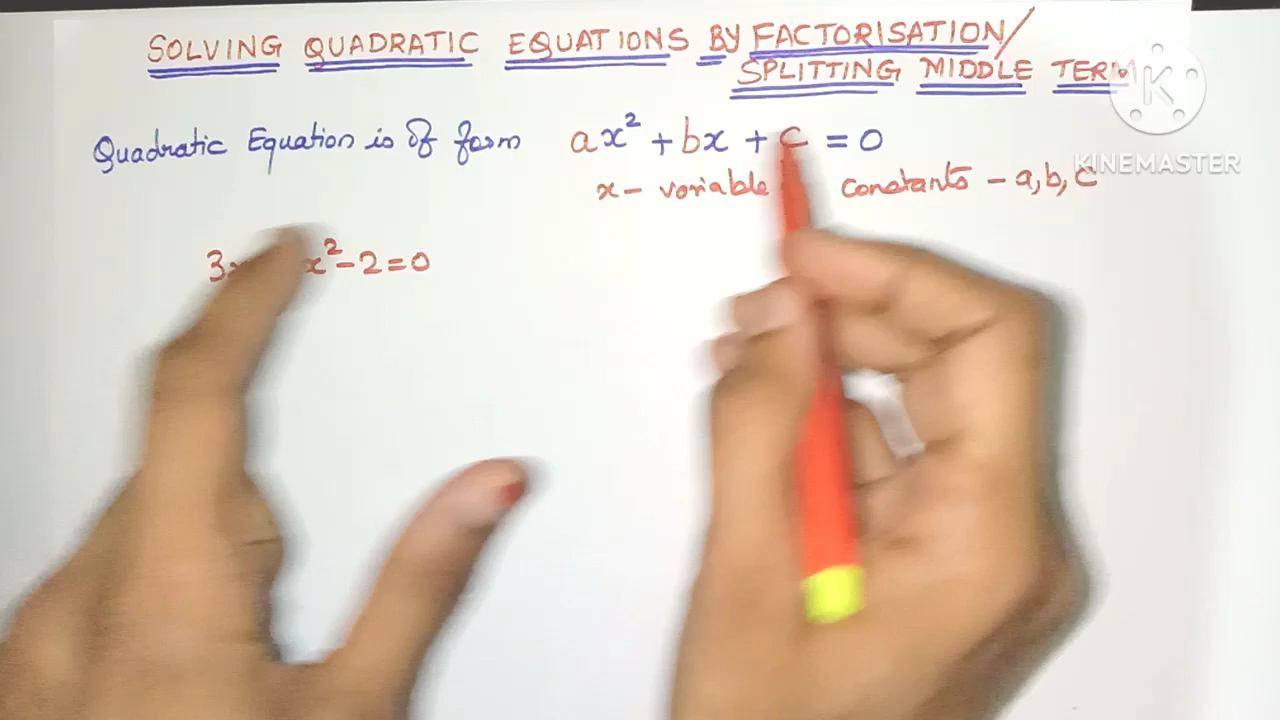 SOLVING QUADRATIC EQUATIONS BY FACTORISATION/
SPLITTING MIDDLE TERM
Quadratic Equation is of form ax² + bx + c = 0
KINEMASTER
x - variable constants - a, b, c
x² - 2 = 0